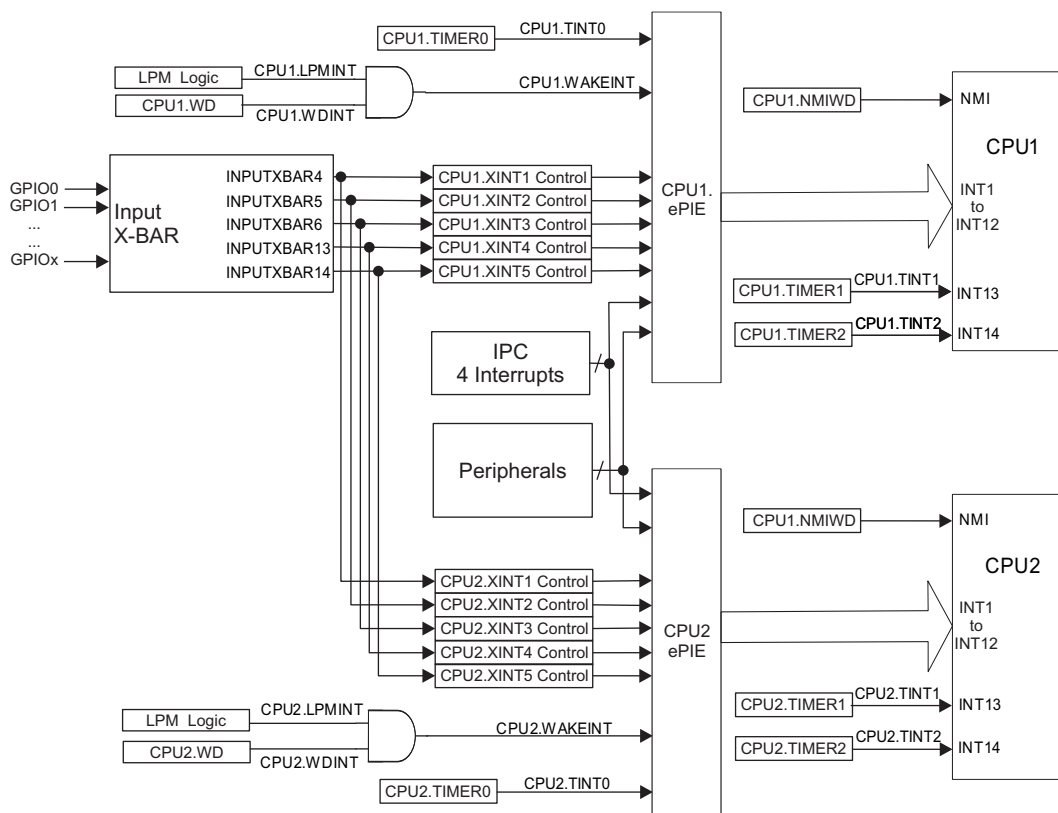 CPU1.TIMER0
CPU1.TINT0
LPM Logic
CPU1.LPMINT
CPU1.WD
CPU1.WDINT
CPU1.WAKEINT
CPU1.NMIWD
NMI
CPU1
GPIO0
GPIO1
...
...
GPIOx
Input
X-BAR
INPUTXBAR4
INPUTXBAR5
INPUTXBAR6
INPUTXBAR13
INPUTXBAR14
CPU1.XINT1 Control
CPU1.XINT2 Control
CPU1.XINT3 Control
CPU1.XINT4 Control
CPU1.XINT5 Control
CPU1.
ePIE
INT1
to
INT12
CPU1.TIMER1
CPU1.TINT1
INT13
CPU1.TIMER2
CPU1.TINT2
INT14
IPC
4 Interrupts
Peripherals
CPU1.NMIWD
NMI
CPU2
CPU2.XINT1 Control
CPU2.XINT2 Control
CPU2.XINT3 Control
CPU2.XINT4 Control
CPU2.XINT5 Control
CPU2
ePIE
INT1
to
INT12
CPU2.TIMER1
CPU2.TINT1
INT13
CPU2.TIMER2
CPU2.TINT2
INT14
LPM Logic
CPU2.LPMINT
CPU2.WD
CPU2.WDINT
CPU2.WAKEINT
CPU2.TIMER0
CPU2.TINT0